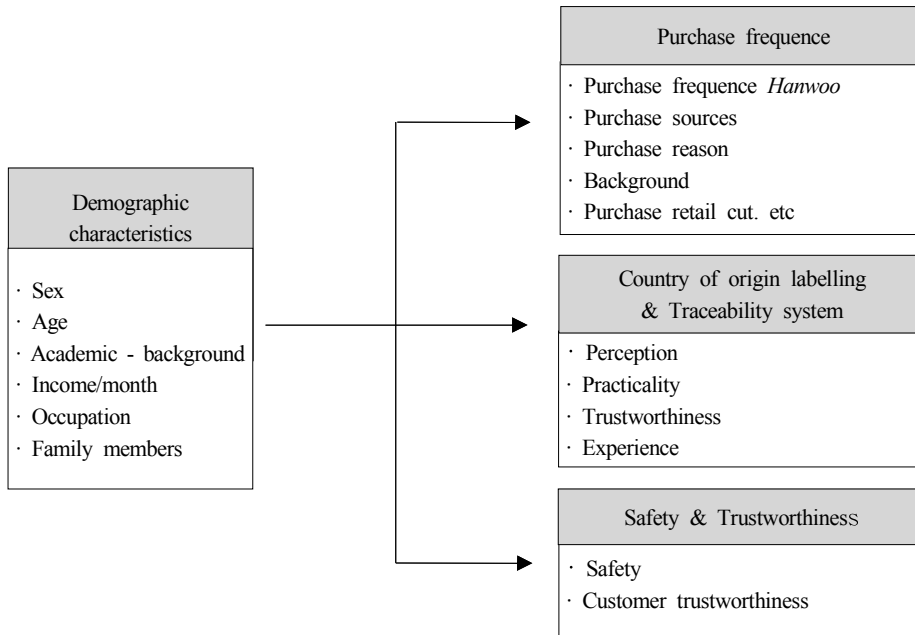 Demographic
characteristics
· Sex
· Age
· Academic - background
· Income/month
· Occupation
· Family members
Purchase frequence
· Purchase frequence Hanwoo
· Purchase sources
· Purchase reason
· Background
· Purchase retail cut. etc
Country of origin labelling
& Traceability system
· Perception
· Practicality
· Trustworthiness
· Experience
Safety & Trustworthiness
· Safety
· Customer trustworthiness